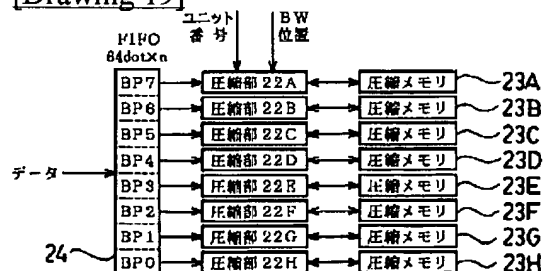 [Drawing 19]
ユニット番号
BW位置
FIFO
64dot×n
データ
24
BP7 圧縮部22A 圧縮メモリ 23A
BP6 圧縮部22B 圧縮メモリ 23B
BP5 圧縮部22C 圧縮メモリ 23C
BP4 圧縮部22D 圧縮メモリ 23D
BP3 圧縮部22E 圧縮メモリ 23E
BP2 圧縮部22F 圧縮メモリ 23F
BP1 圧縮部22G 圧縮メモリ 23G
BP0 圧縮部22H 圧縮メモリ 23H